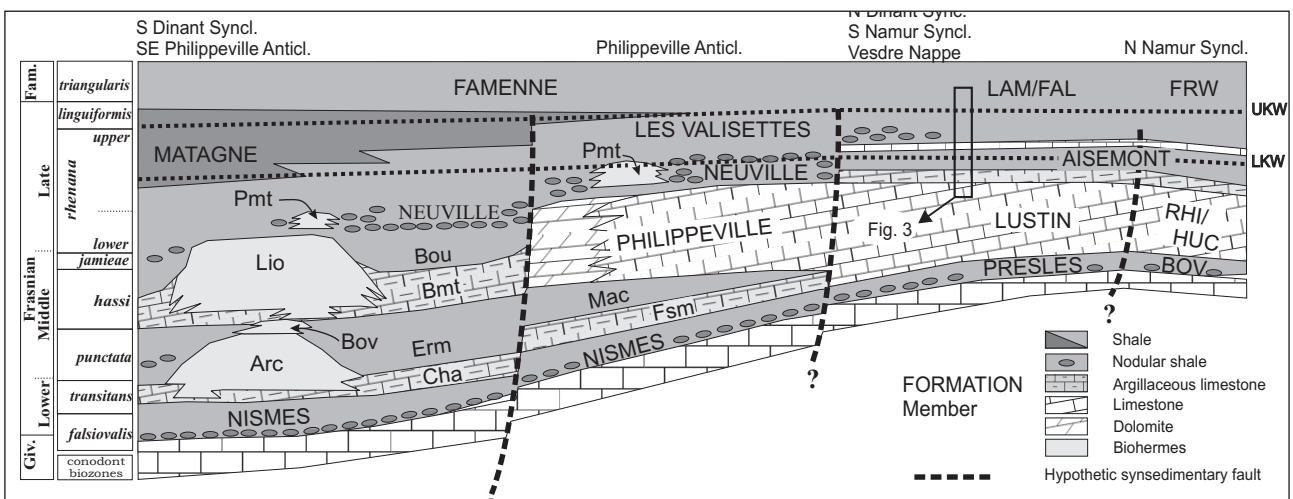 S Dinant Syncl.
SE Philippeville Anticl.
Philippeville Anticl.
N Dinant Sync.
S Namur Syncl.
Vesdre Nappe
N Namur Syncl.
Fam.
triangularis
FAMENNE
LAM/FAL
FRW
linguiformis
UKW
upper
LES VALISETTES
MATAGNE
Pmt
AISEMONT
LKW
Late
rhenana
NEUVILLE
Pmt
NEUVILLE
Fig. 3
LUSTIN
RHI/
HUC
PHILIPPEVILLE
lower
Lio
Bou
jamieae
PRESLES
BOV
Bmt
Frasnian
Middle
hassi
Mac
Fsm
?
Bov
Erm
NISMES
punctata
Arc
Cha
?
Lower
transitans
NISMES
falsiovalis
Giv.
conodont
biozones
FORMATION
Member
Shale
Nodular shale
Argillaceous limestone
Limestone
Dolomite
Biohermes
Hypothetic synsedimentary fault